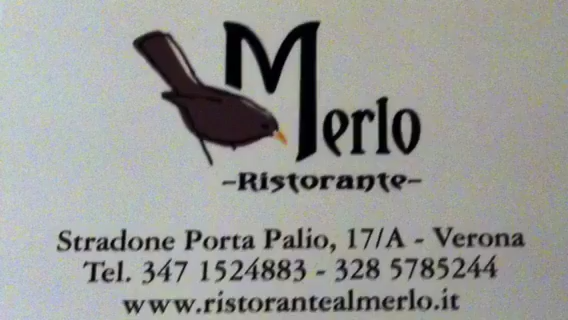 Merlo
-Ristorante-
Stradone Porta Palio, 17/A - Verona
Tel. 347 1524883 - 328 5785244
www.ristorantealmerlo.it